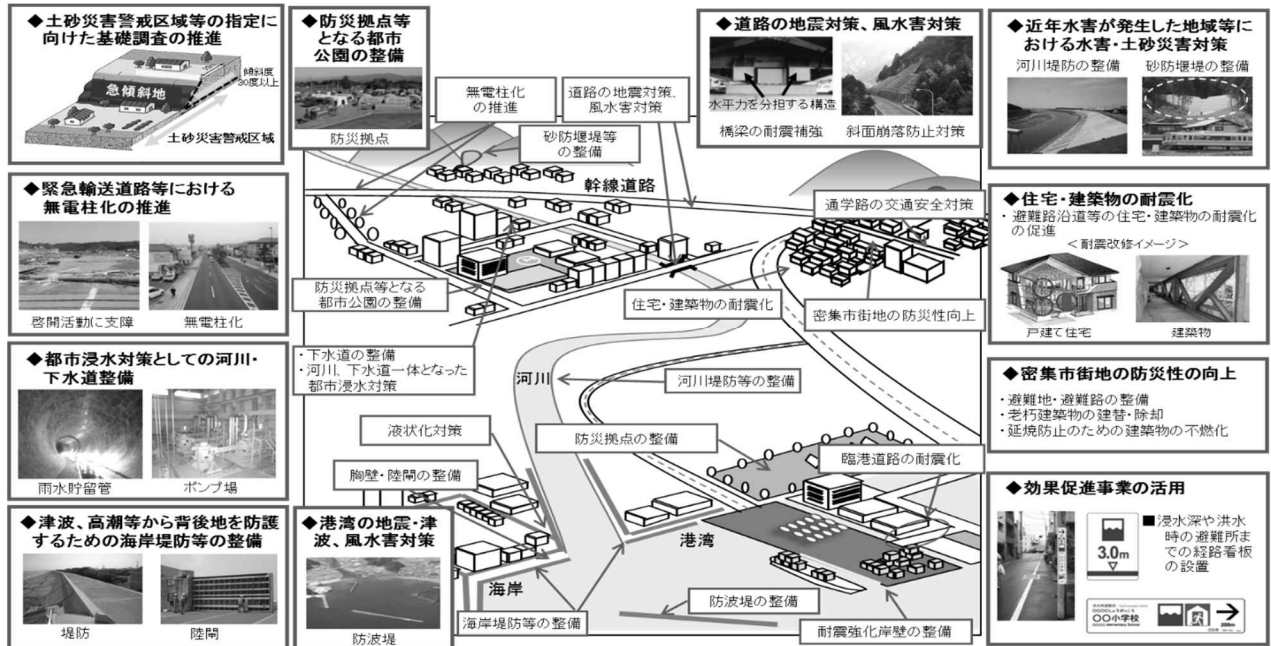 ◆土砂災害警戒区域等の指定に
向けた基礎調査の推進
傾斜度
30度以上
急傾斜地
土砂災害警戒区域
◆防災拠点等
となる都市
公園の整備
防災拠点
◆道路の地震対策、風水害対策
水平力を分担する構造
橋梁の耐震補強
斜面崩落防止対策
◆近年水害が発生した地域等に
おける水害・土砂災害対策
河川堤防の整備
砂防堰堤の整備
◆緊急輸送道路等における
無電柱化の推進
啓開活動に支障
無電柱化
無電柱化
の推進
道路の地震対策、
風水害対策
砂防堰堤等
の整備
幹線道路
通学路の交通安全対策
防災拠点等となる
都市公園の整備
住宅・建築物の耐震化
密集市街地の防災性向上
◆住宅・建築物の耐震化
・避難路沿道等の住宅・建築物の耐震化
の促進
＜耐震改修イメージ＞
戸建て住宅
建築物
◆都市浸水対策としての河川・
下水道整備
雨水貯留管
ポンプ場
・下水道の整備
・河川、下水道一体となった
都市浸水対策
河川
河川堤防等の整備
◆密集市街地の防災性の向上
・避難地・避難路の整備
・老朽建築物の建替・除却
・延焼防止のための建築物の不燃化
液状化対策
防災拠点の整備
臨港道路の耐震化
胸壁・陸閘の整備
◆津波、高潮等から背後地を防護
するための海岸堤防等の整備
堤防
陸閘
◆港湾の地震・津
波、風水害対策
防波堤
港湾
海岸
海岸堤防等の整備
防波堤の整備
耐震強化岸壁の整備
◆効果促進事業の活用
3.0m
■浸水深や洪水
時の避難所ま
での経路看板
の設置
〇〇小学校
200m